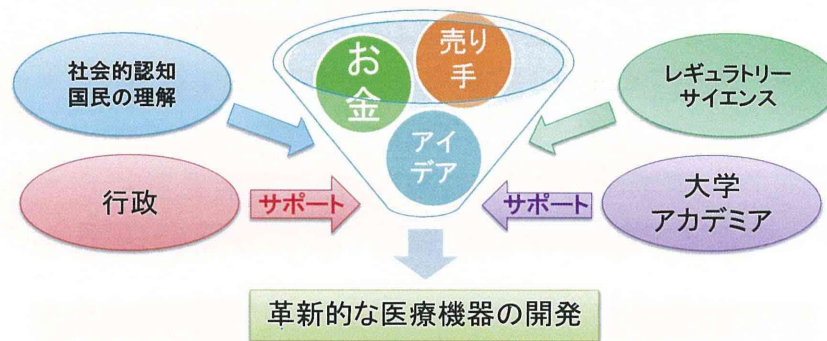 社会的認知
国民の理解
お
金
売り
手
アイ
デア
レギュラトリー
サイエンス
行政
サポート
サポート
大学
アカデミア
革新的な医療機器の開発